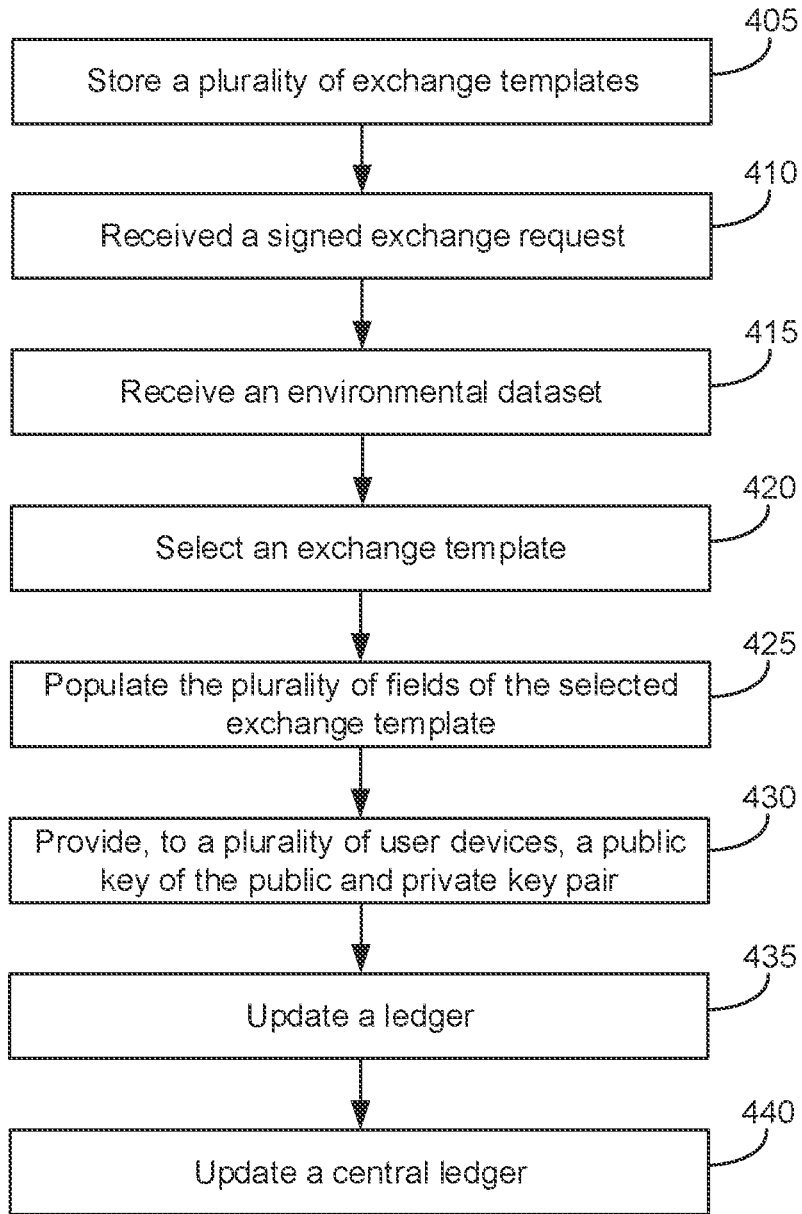 405
Store a plurality of exchange templates
410
Received a signed exchange request
415
Receive an environmental dataset
420
Select an exchange template
425
Populate the plurality of fields of the selected
exchange template
430
Provide, to a plurality of user devices, a public
key of the public and private key pair
435
Update a ledger
440
Update a central ledger